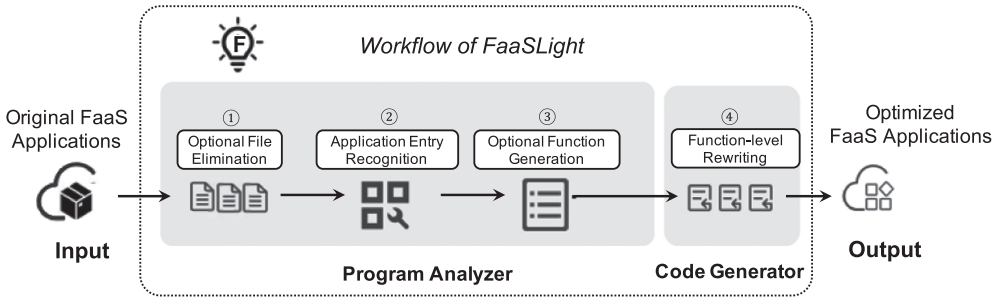 F
Workflow of FaaSLight
Original FaaS
Applications
Input
①
Optional File
Elimination
②
Application Entry
Recognition
③
Optional Function
Generation
Program Analyzer
④
Function-level
Rewriting
Code Generator
Optimized
FaaS Applications
Output